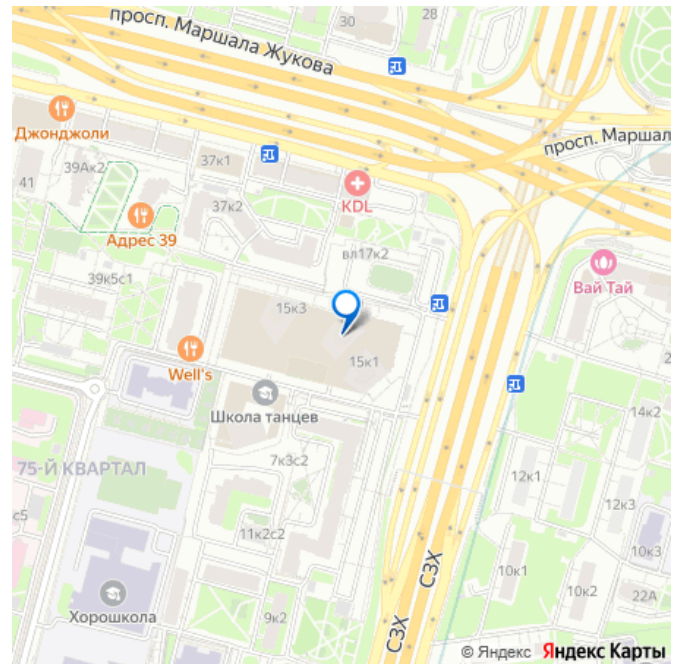 30
28
просп. Маршала Жукова
просп. Маршал
Джонджоли
37к1
39Ак2
41
KDL
37к2
Адрес 39
вл17к2
39к5с1
Вай Тай
15к3
15к1
Well's
2
Школа танцев
14к2
75-Й КВАРТАЛ
7к3с2
12к1
12к3
с5
11к2с2
10к3
10к1
СЗХ
10к2
22А
Хорошкола
9к2
СЗХ
© Яндекс Яндекс Карты